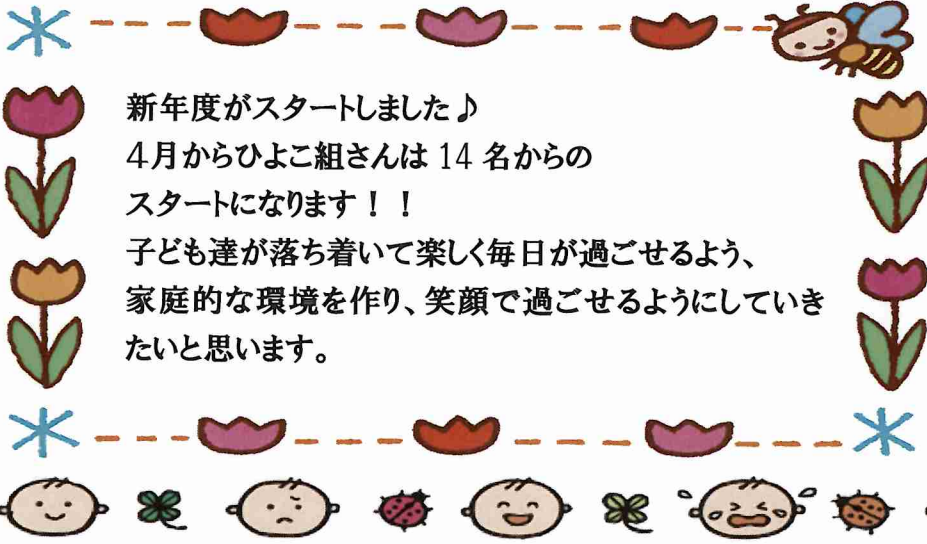 新年度がスタートしました♪
4月からひよこ組さんは 14 名からの
スタートになります！！
子ども達が落ち着いて楽しく毎日が過ごせるよう、
家庭的な環境を作り、笑顔で過ごせるようにしていき
たいと思います。